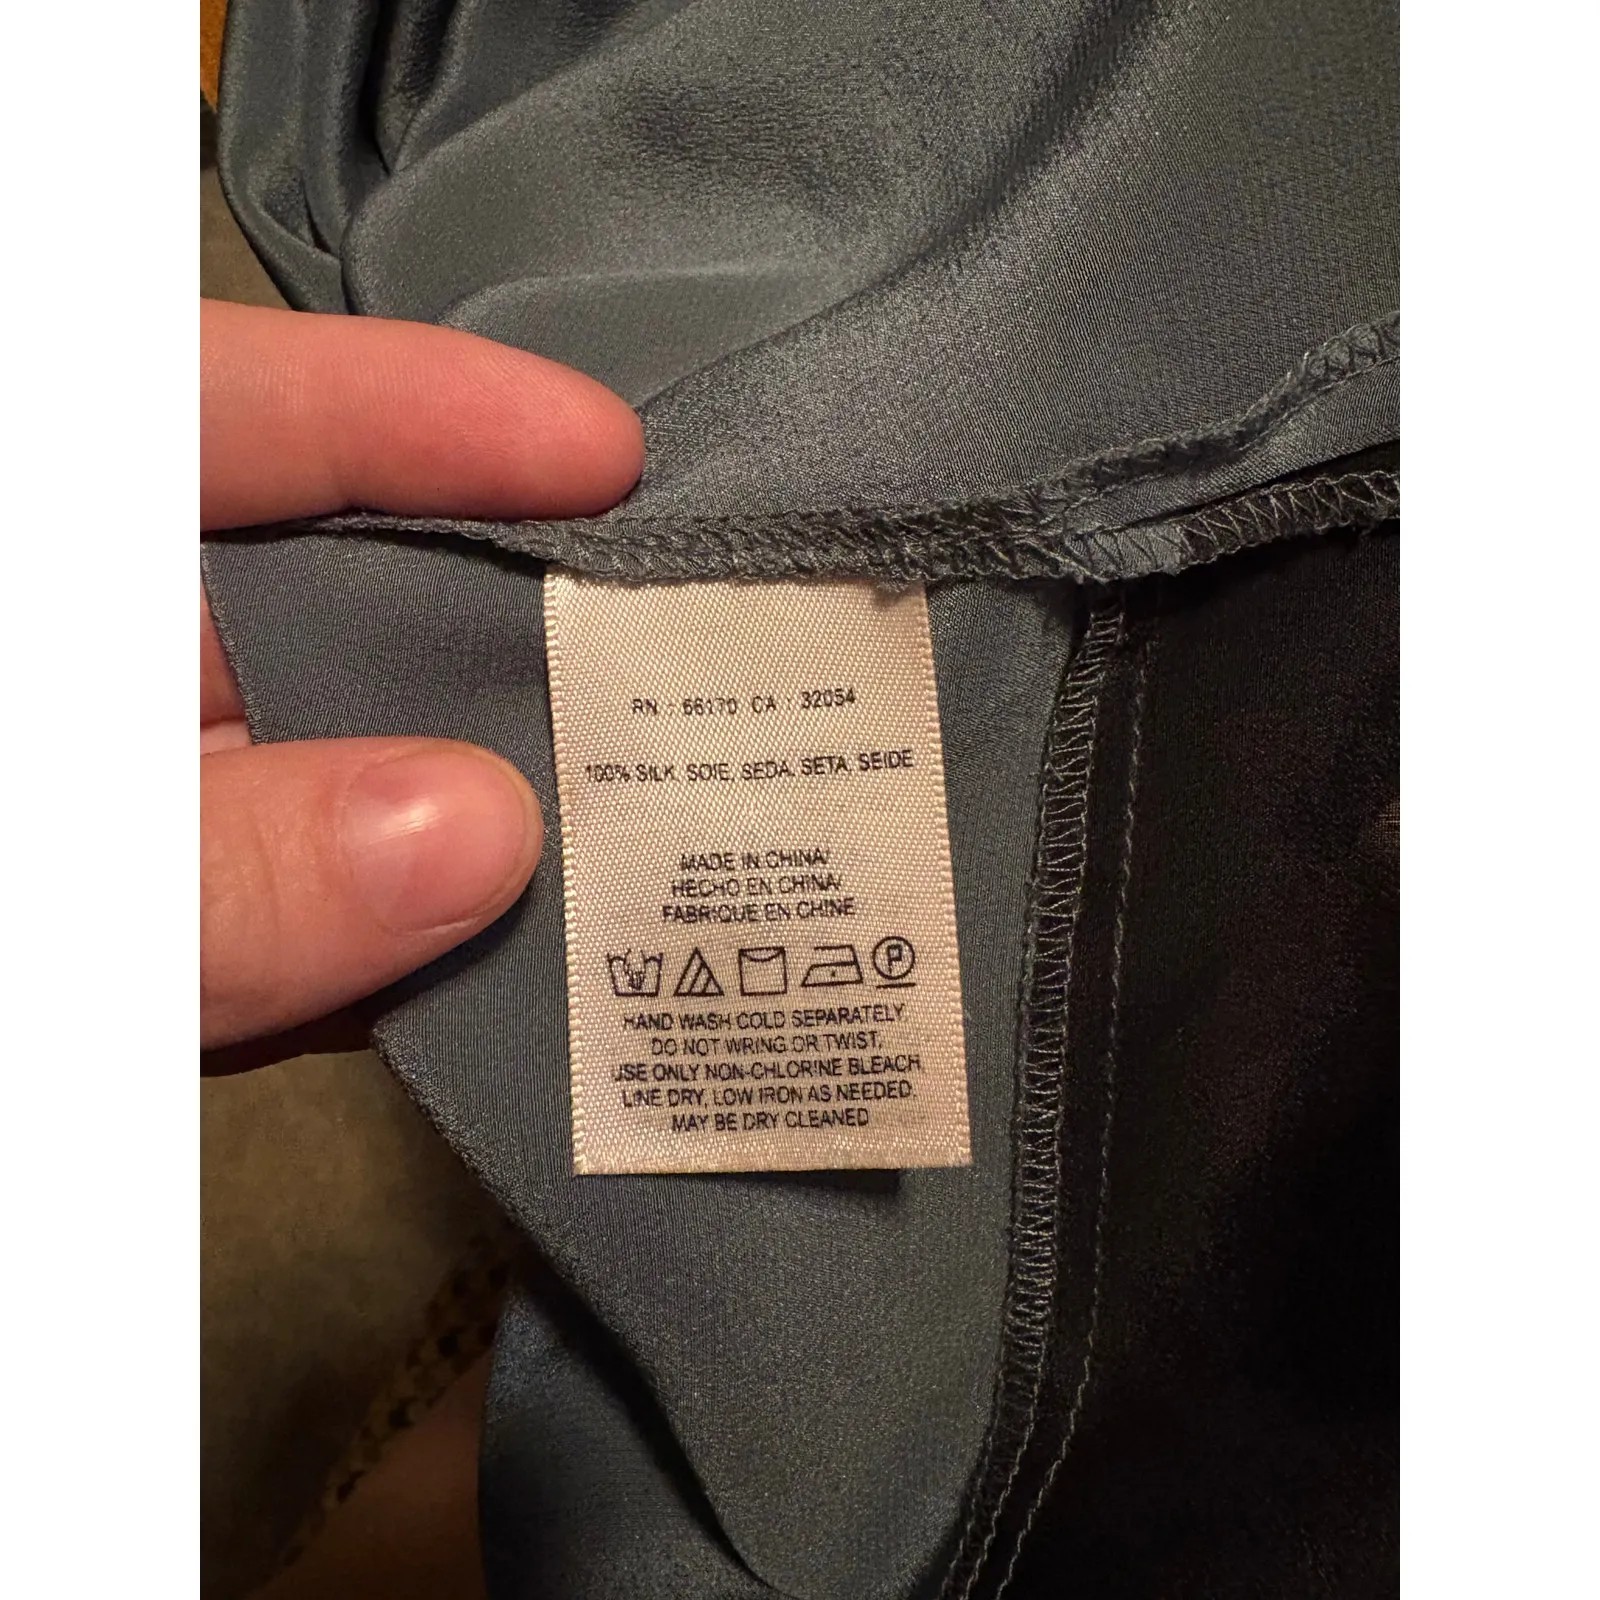 RN : 66170 CA : 32054
100% SILK, SOIE, SEDA, SETA, SEIDE
MADE IN CHINA/
HECHO EN CHINA/
FABRIQUE EN CHINE
P
HAND WASH COLD SEPARATELY,
DO NOT WRING OR TWIST,
USE ONLY NON-CHLORINE BLEACH,
LINE DRY, LOW IRON AS NEEDED.
MAY BE DRY CLEANED